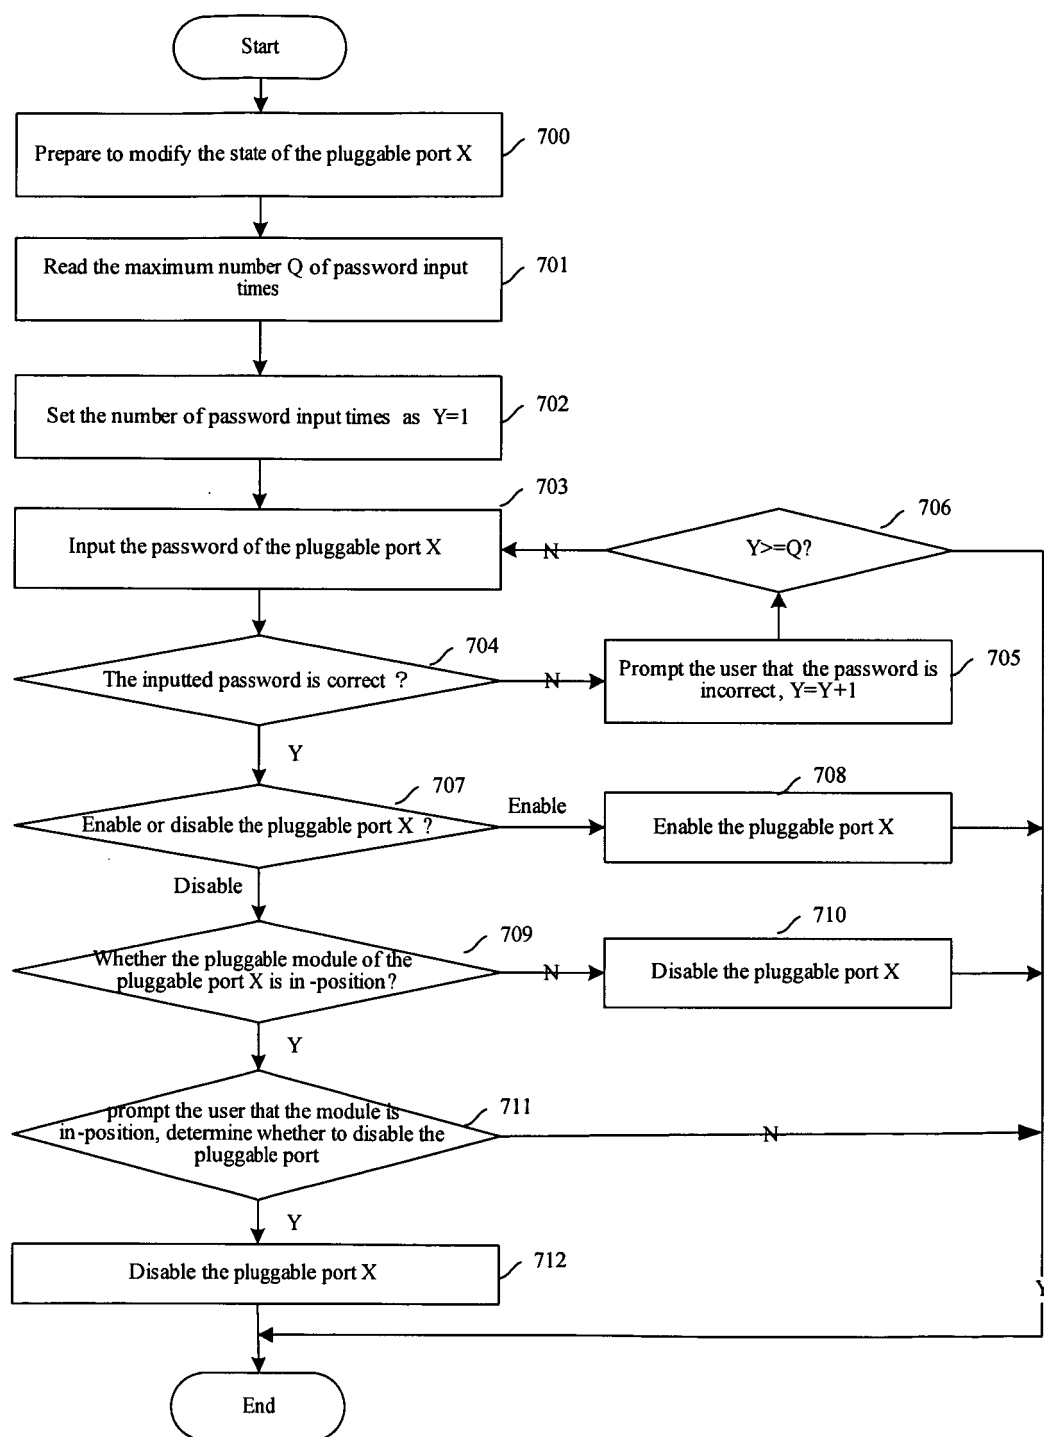 Start
Prepare to modify the state of the pluggable port X
700
Read the maximum number Q of password input
times
701
Set the number of password input times as Y=1
702
703
Input the password of the pluggable port X
N
Y>=Q?
706
The inputted password is correct ?
704
N
Prompt the user that the password is
incorrect, Y=Y+1
705
Y
Enable or disable the pluggable port X ?
707
Enable
708
Enable the pluggable port X
Disable
Whether the pluggable module of the
pluggable port X is in-position?
709
N
710
Disable the pluggable port X
Y
prompt the user that the module is
in-position, determine whether to disable the
pluggable port
711
N
Y
Disable the pluggable port X
712
Y
End